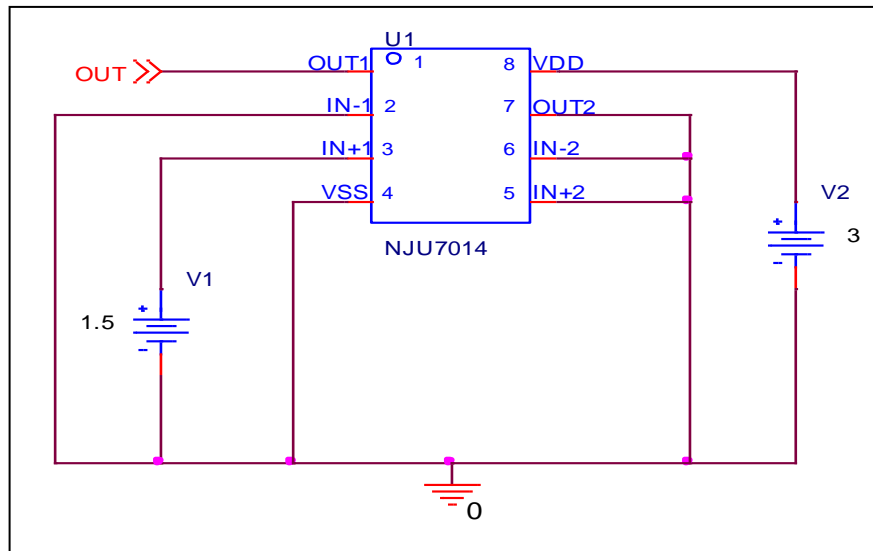 U1
OUT
OUT1
1
8
VDD
IN-1
2
7
OUT2
IN+1
3
6
IN-2
VSS
4
5
IN+2
NJU7014
V1
1.5
V2
3
0